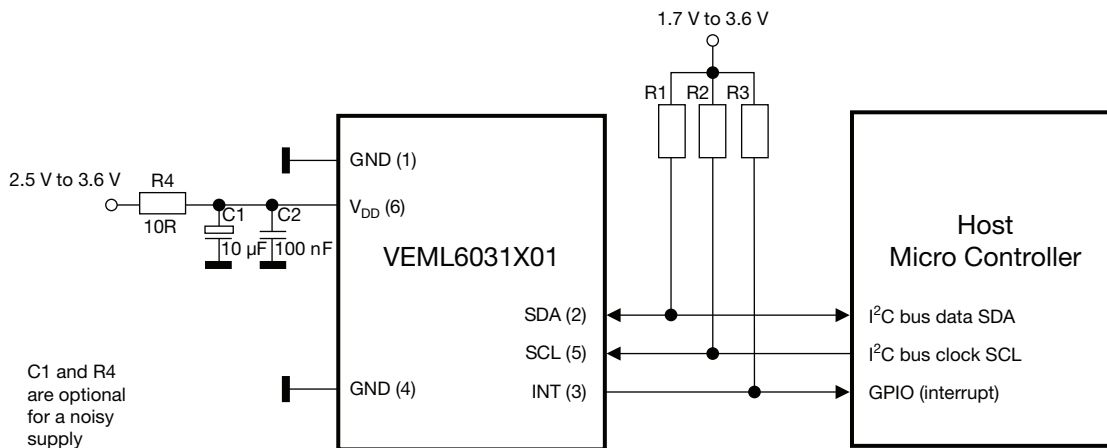 1.7 V to 3.6 V
R1 R2 R3
GND (1)
2.5 V to 3.6 V
R4
10R
C1
10 µF
C2
100 nF
V_DD (6)
VEML6031X01
Host
Micro Controller
SDA (2)
I²C bus data SDA
SCL (5)
I²C bus clock SCL
GND (4)
INT (3)
GPIO (interrupt)
C1 and R4
are optional
for a noisy
supply